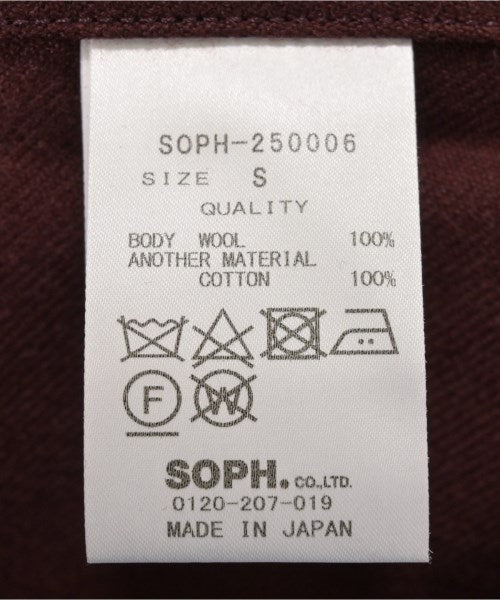 SOPH-250006
SIZE S
QUALITY
BODY WOOL 100%
ANOTHER MATERIAL
COTTON 100%
F W
SOPH. CO.,LTD.
0120-207-019
MADE IN JAPAN